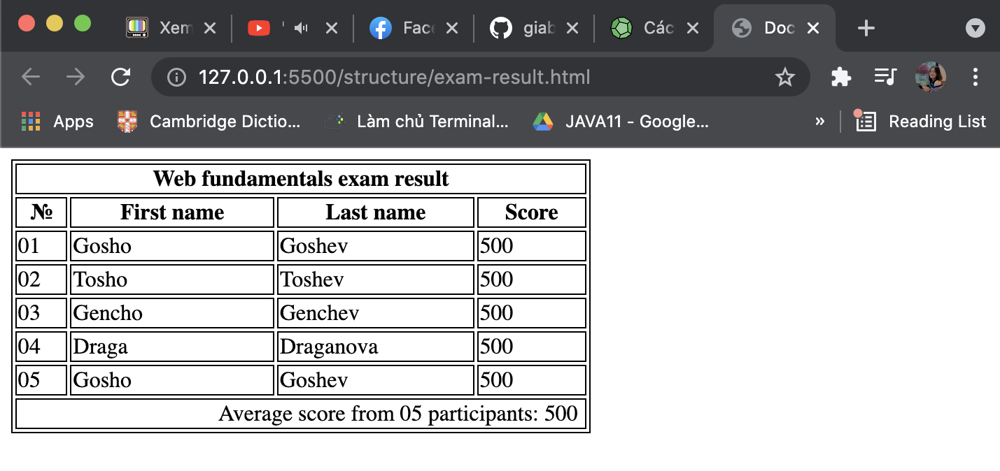 Xem
Face
giab
Các
Doc
127.0.0.1:5500/structure/exam-result.html
Apps
Cambridge Dictio...
Làm chủ Terminal...
JAVA11 - Google...
»
Reading List
Web fundamentals exam result
№ First name Last name Score
01 Gosho Goshev 500
02 Tosho Toshev 500
03 Gencho Genchev 500
04 Draga Draganova 500
05 Gosho Goshev 500
Average score from 05 participants: 500